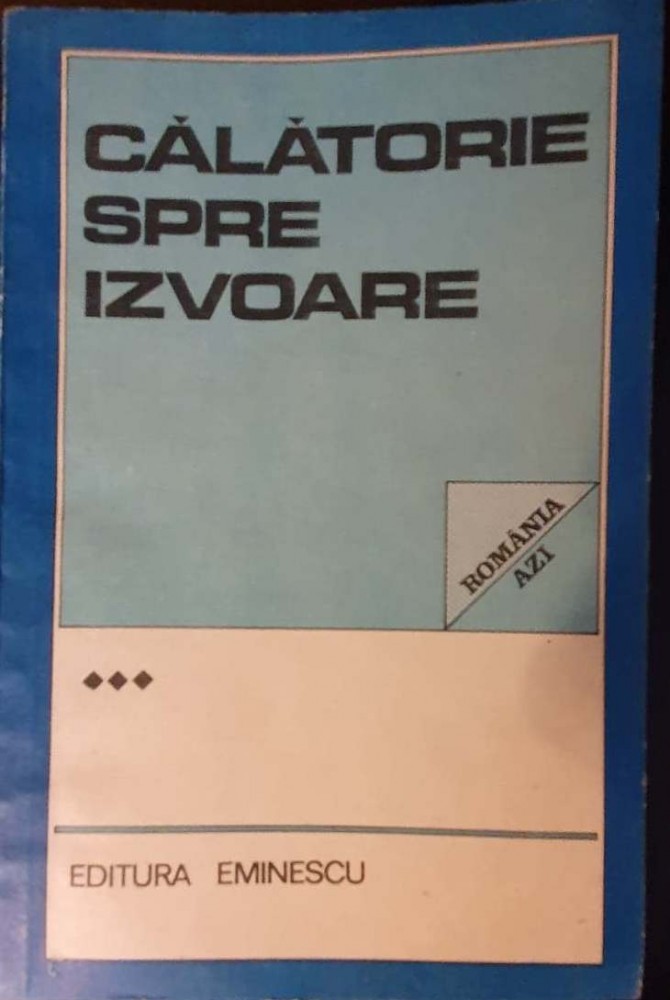 CĂLĂTORIE
SPRE
IZVOARE
ROMÂNIA
AZI
EDITURA EMINESCU